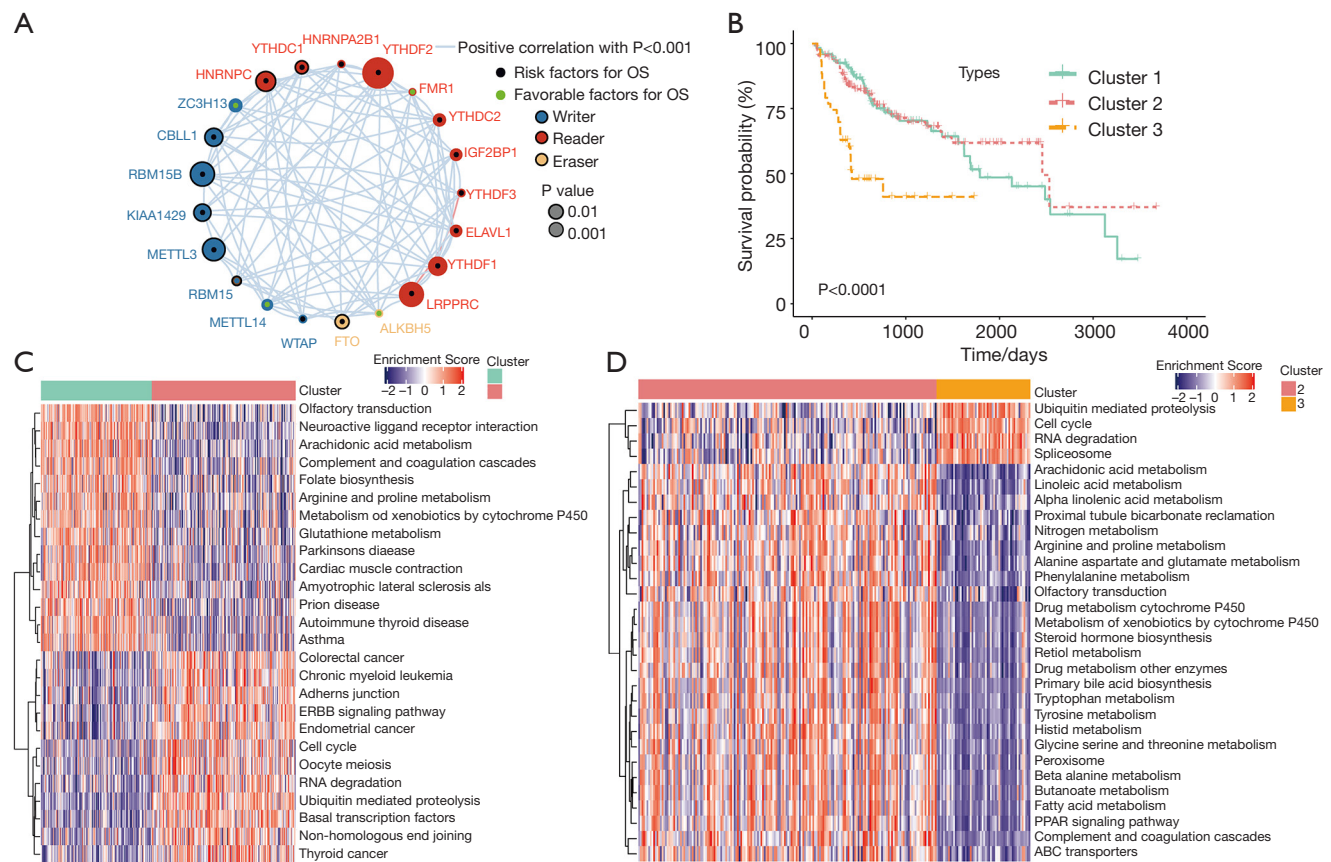 A
HNRNPA2B1
YTHDC1
YTHDF2
Positive correlation with P<0.001
HNRNPC
Risk factors for OS
FMR1
Favorable factors for OS
ZC3H13
YTHDC2
Writer
CBLL1
Reader
IGF2BP1
Eraser
RBM15B
YTHDF3
P value
0.01
KIAA1429
ELAVL1
0.001
METTL3
YTHDF1
RBM15
LRPPRC
METTL14
ALKBH5
WTAP
FTO
B
Survival probability (%)
100
75
50
25
0
Types
Cluster 1
Cluster 2
Cluster 3
P<0.0001
0
1000
2000
3000
4000
Time/days
C
Enrichment Score
−2 −1 0 1 2
Cluster
Cluster
Olfactory transduction
Neuroactive ligand receptor interaction
Arachidonic acid metabolism
Complement and coagulation cascades
Folate biosynthesis
Arginine and proline metabolism
Metabolism od xenobiotics by cytochrome P450
Glutathione metabolism
Parkinsons diaease
Cardiac muscle contraction
Amyotrophic lateral sclerosis als
Prion disease
Autoimmune thyroid disease
Asthma
Colorectal cancer
Chronic myeloid leukemia
Adherns junction
ERBB signaling pathway
Endometrial cancer
Cell cycle
Oocyte meiosis
RNA degradation
Ubiquitin mediated proteolysis
Basal transcription factors
Non-homologous end joining
Thyroid cancer
D
Enrichment Score
−2 −1 0 1 2
Cluster
2
3
Cluster
Ubiquitin mediated proteolysis
Cell cycle
RNA degradation
Spliceosome
Arachidonic acid metabolism
Linoleic acid metabolism
Alpha linolenic acid metabolism
Proximal tubule bicarbonate reclamation
Nitrogen metabolism
Arginine and proline metabolism
Alanine aspartate and glutamate metabolism
Phenylalanine metabolism
Olfactory transduction
Drug metabolism cytochrome P450
Metabolism of xenobiotics by cytochrome P450
Steroid hormone biosynthesis
Retiol metabolism
Drug metabolism other enzymes
Primary bile acid biosynthesis
Tryptophan metabolism
Tyrosine metabolism
Histid metabolism
Glycine serine and threonine metabolism
Peroxisome
Beta alanine metabolism
Butanoate metabolism
Fatty acid metabolism
PPAR signaling pathway
Complement and coagulation cascades
ABC transporters